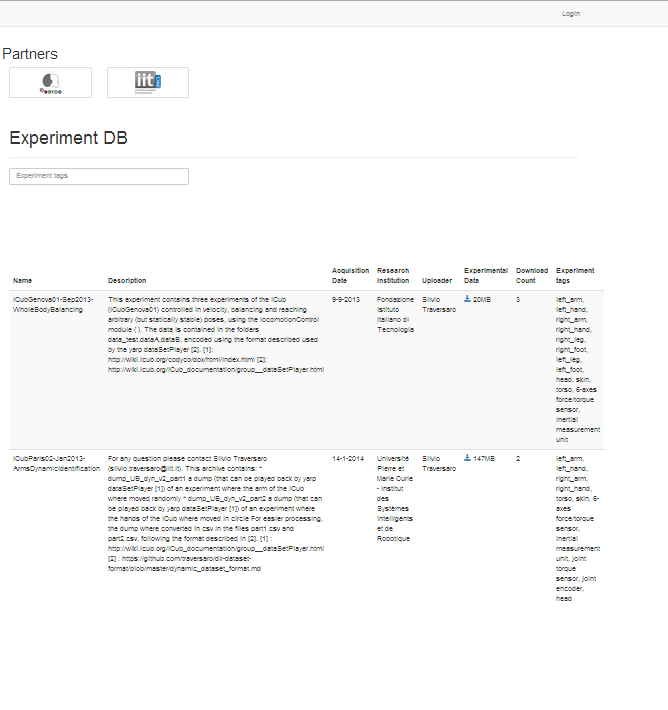 Login
Partners
iit
Experiment DB
Experiment tags
Name
Description
Acquisition
Date
Research
Institution
Uploader
Experimental
Data
Download
Count
Experiment
tags
iCubGenova01-Sep2013-
WholeBodyBalancing
This experiment contains three experiments of the iCub
(iCubGenova01) controlled in velocity, balancing and reaching
arbitrary (but statically stable) poses, using the locomotionControl
module ( ). The data is contained in the folders
data_test,dataA,dataB, encoded using the format described used
by the yarp dataSetPlayer [2]. [1]:
http://wiki.icub.org/codyco/dox/html/index.html [2]:
http://wiki.icub.org/iCub_documentation/group__dataSetPlayer.html
9-9-2013
Fondazione
Istituto
Italiano di
Tecnologia
Silvio
Traversaro
20MB
3
left_arm,
left_hand,
right_arm,
right_hand,
right_leg,
right_foot,
left_leg,
left_foot,
head, skin,
torso, 6-axes
force/torque
sensor,
inertial
measurement
unit
iCubParis02-Jan2013-
ArmsDynamicIdentification
For any question please contact Silvio Traversaro
(silvio.traversaro@iit.it). This archive contains: *
dump_UB_dyn_v2_part1 a dump (that can be played back by yarp
dataSetPlayer [1]) of an experiment where the arm of the iCub
where moved randomly * dump_UB_dyn_v2_part2 a dump (that can
be played back by yarp dataSetPlayer [1]) of an experiment where
the hands of the iCub where moved in circle For easier processing,
the dump where converted in csv in the files part1.csv and
part2.csv, following the format described in [2]. [1] :
http://wiki.icub.org/iCub_documentation/group__dataSetPlayer.html
[2] : https://github.com/traversaro/dir-dataset-
format/blob/master/dynamic_dataset_format.md
14-1-2014
Université
Pierre et
Marie Curie
- Institut
des
Systèmes
Intelligents
et de
Robotique
Silvio
Traversaro
147MB
2
left_arm,
left_hand,
right_arm,
right_hand,
torso, skin, 6-
axes
force/torque
sensor,
inertial
measurement
unit, joint
torque
sensor, joint
encoder,
head